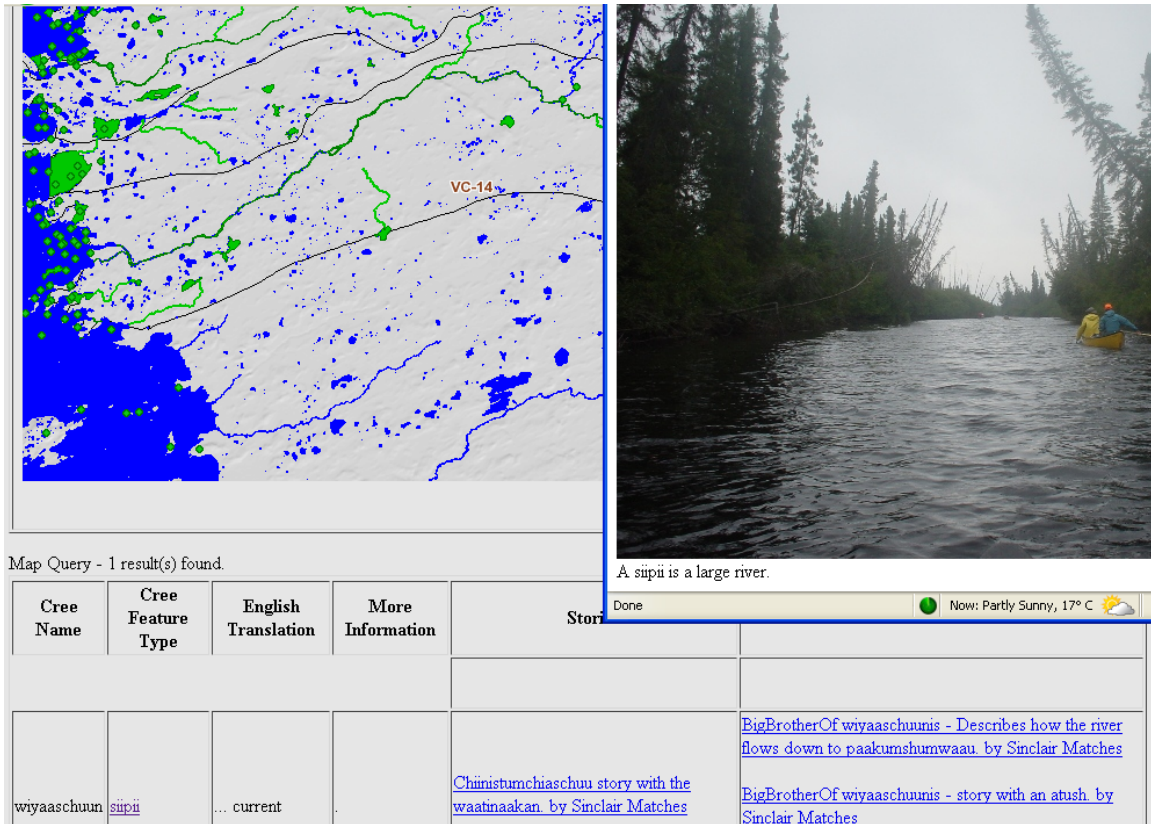 VC-14
A siipii is a large river.
Done
Now: Partly Sunny, 17° C
Map Query - 1 result(s) found.
Cree
Name
Cree
Feature
Type
English
Translation
More
Information
Stori
wiyaaschuun
siipii
... current
.
Chiinistumchiaschuu story with the
waatinaakan. by Sinclair Matches
BigBrotherOf wiyaaschuunis - Describes how the river
flows down to paakumshumwaau. by Sinclair Matches
BigBrotherOf wiyaaschuunis - story with an atush. by
Sinclair Matches